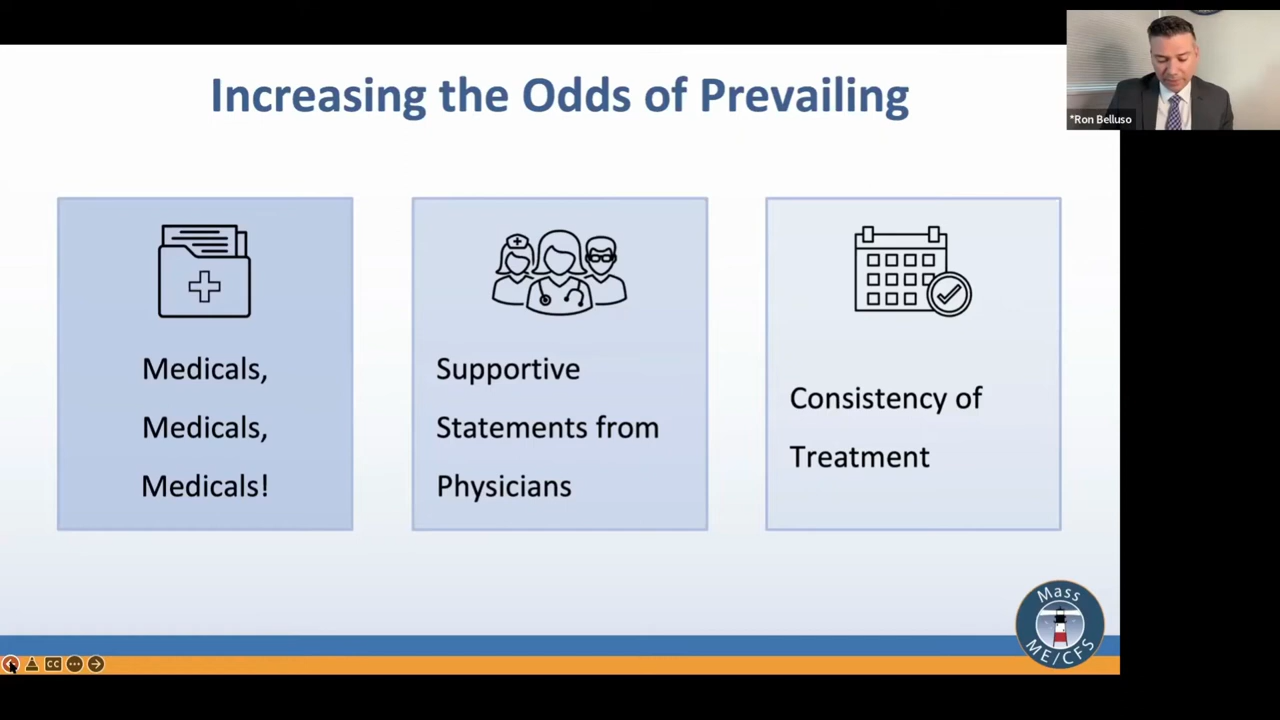 Increasing the Odds of Prevailing
*Ron Belluso
Medicals,
Medicals,
Medicals!
Supportive
Statements from
Physicians
Consistency of
Treatment
Mass
ME/CFS
CC